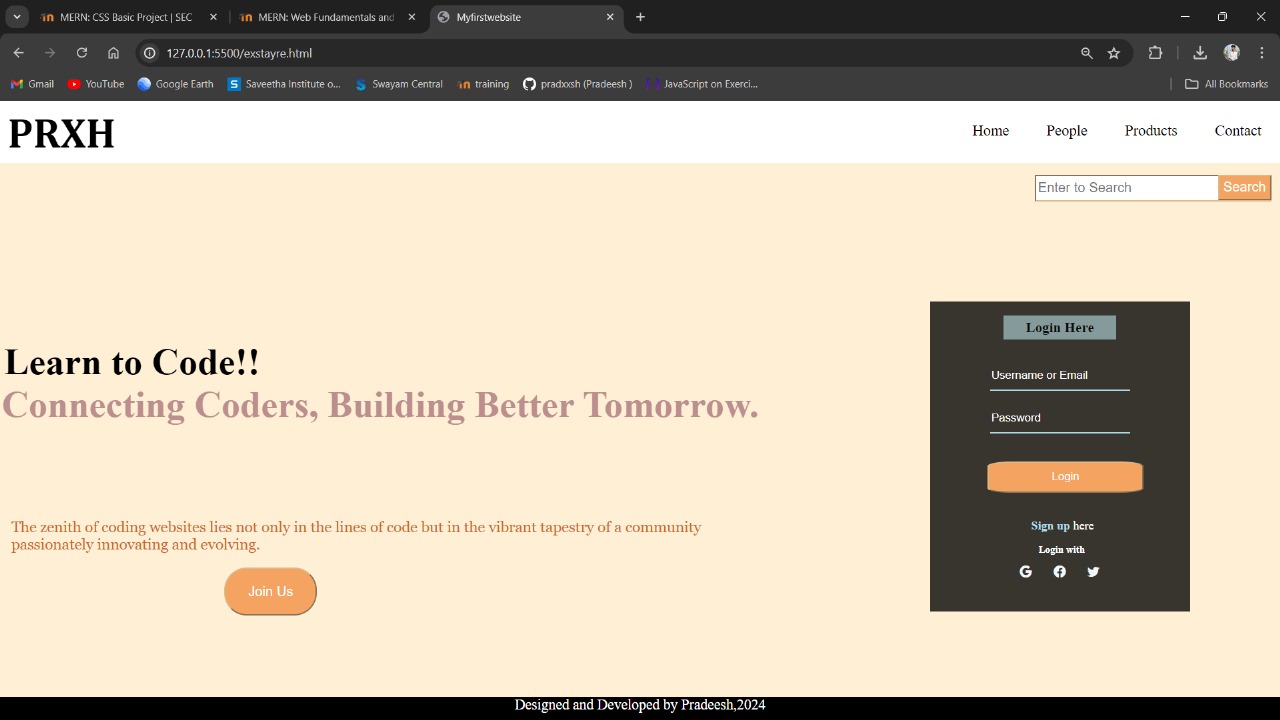 MERN: CSS Basic Project | SEC
MERN: Web Fundamentals and
Myfirstwebsite
127.0.0.1:5500/exstayre.html
Gmail
YouTube
Google Earth
Saveetha Institute o...
Swayam Central
training
pradxxsh (Pradeesh )
JavaScript on Exerci...
All Bookmarks
PRXH
Home
People
Products
Contact
Enter to Search
Search
Learn to Code!!
Connecting Coders, Building Better Tomorrow.
The zenith of coding websites lies not only in the lines of code but in the vibrant tapestry of a community
passionately innovating and evolving.
Join Us
Login Here
Username or Email
Password
Login
Sign up here
Login with
Designed and Developed by Pradeesh,2024